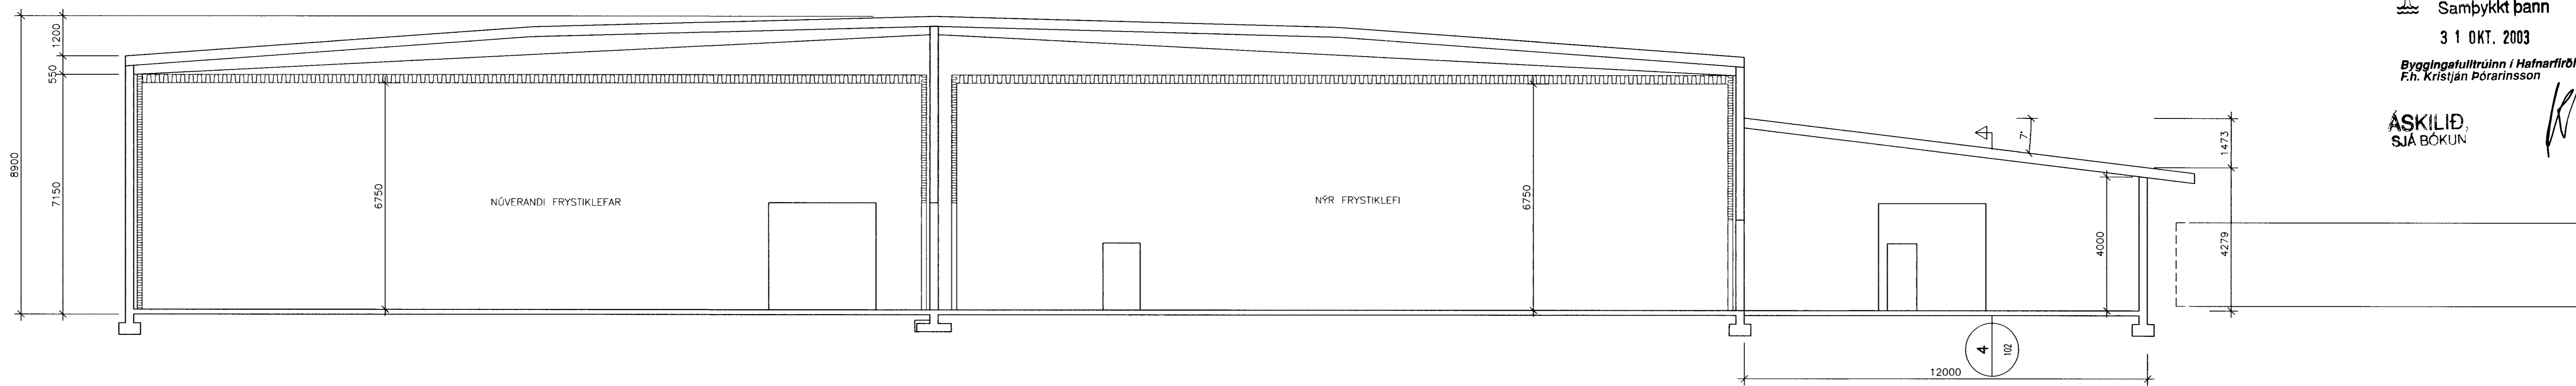 Samþykkt þann
3 1 OKT. 2003
Byggingafulltrúinn í Hafnarfirði
F.h. Kristján Þórarinsson
ÁSKILIÐ,
SJÁ BÓKUN
1200
550
8900
7150
6750
NÚVERANDI FRYSTIKLEFAR
NÝR FRYSTIKLEFI
6750
7°
1473
4000
4279
4
102
12000